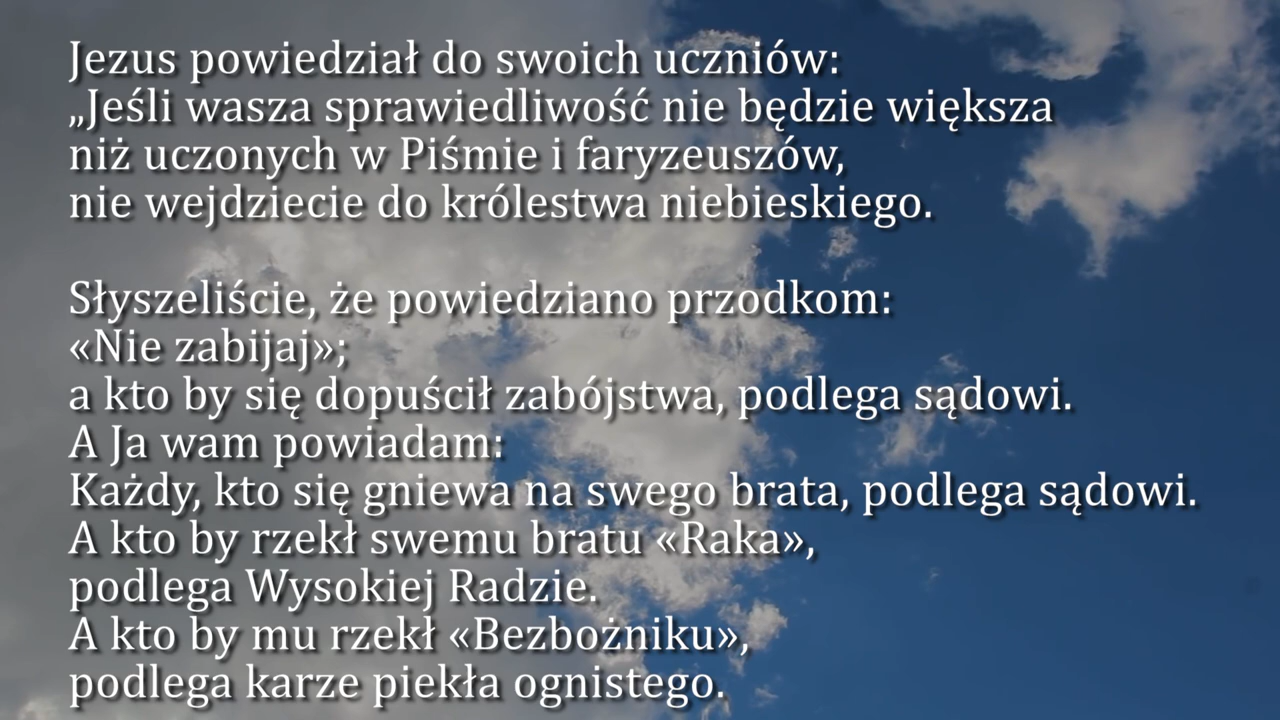 Jezus powiedział do swoich uczniów:
„Jeśli wasza sprawiedliwość nie będzie większa
niż uczonych w Piśmie i faryzeuszów,
nie wejdziecie do królestwa niebieskiego.
Słyszeliście, że powiedziano przodkom:
«Nie zabijaj»;
a kto by się dopuścił zabójstwa, podlega sądowi.
A Ja wam powiadam:
Każdy, kto się gniewa na swego brata, podlega sądowi.
A kto by rzekł swemu bratu «Raka»,
podlega Wysokiej Radzie.
A kto by mu rzekł «Bezbożniku»,
podlega karze piekła ognistego.